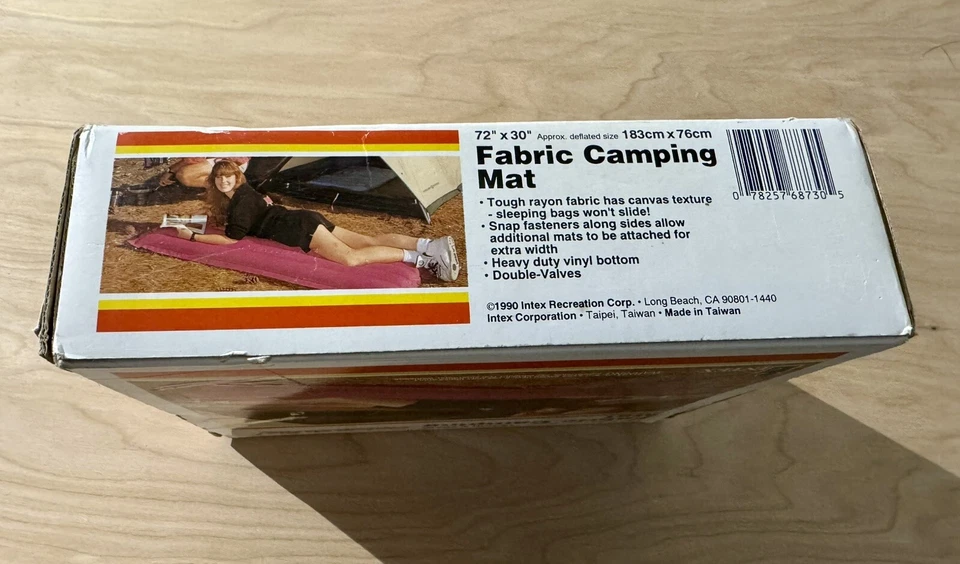 72" x 30" Approx. deflated size 183cm x 76cm
Fabric Camping
Mat
• Tough rayon fabric has canvas texture
- sleeping bags won't slide!
• Snap fasteners along sides allow
additional mats to be attached for
extra width
• Heavy duty vinyl bottom
• Double-Valves
©1990 Intex Recreation Corp. • Long Beach, CA 90801-1440
Intex Corporation • Taipei, Taiwan • Made in Taiwan
0 78257 68730 5